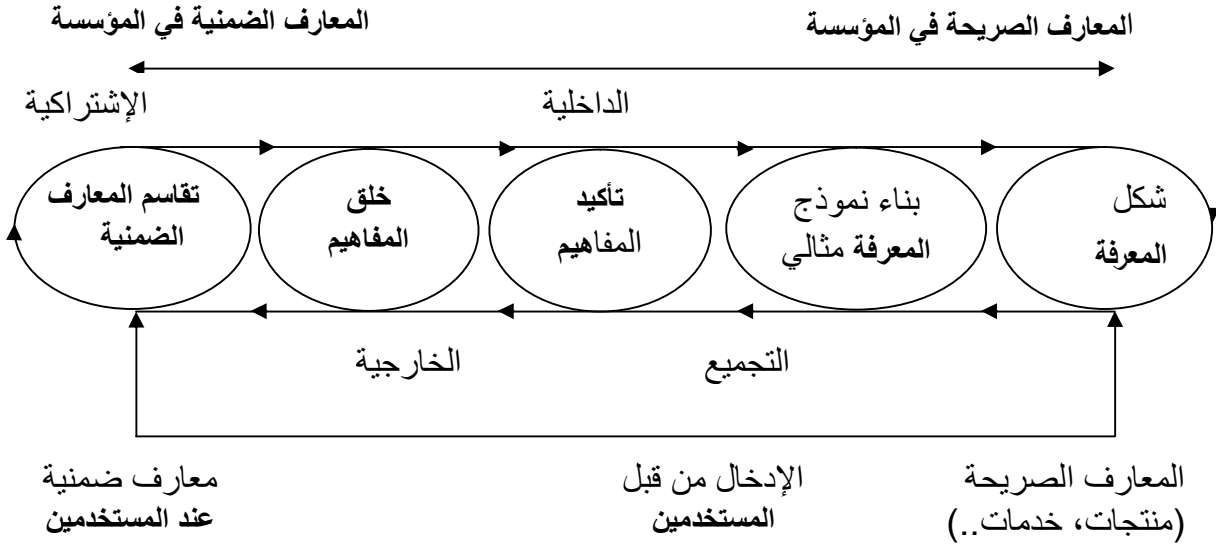 المعارف الصريحة في المؤسسة
المعارف الضمنية في المؤسسة
الداخلية
الإشتراكية
شكل
المعرفة
بناء نموذج
المعرفة مثالي
تأكيد
المفاهيم
خلق
المفاهيم
تقاسم المعارف
الضمنية
التجميع
الخارجية
المعارف الصريحة
(منتجات، خدمات..)
الإدخال من قبل
المستخدمين
معارف ضمنية
عند المستخدمين